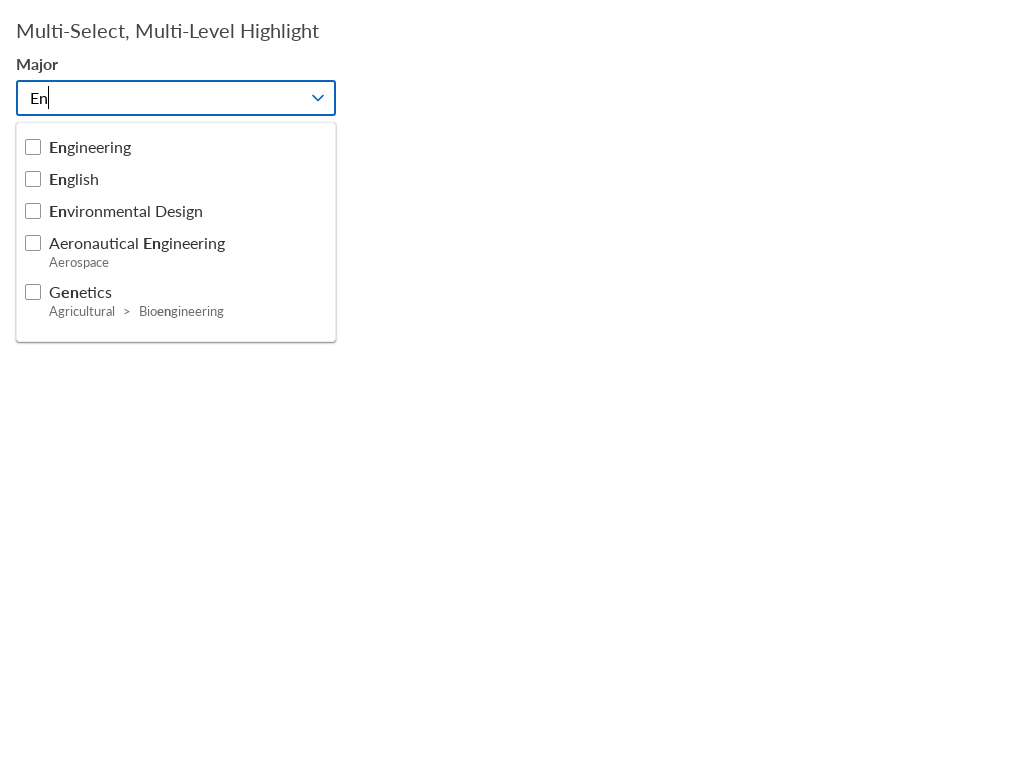 Multi-Select, Multi-Level Highlight
Major
En
Engineering
English
Environmental Design
Aeronautical Engineering
Aerospace
Genetics
Agricultural > Bioengineering